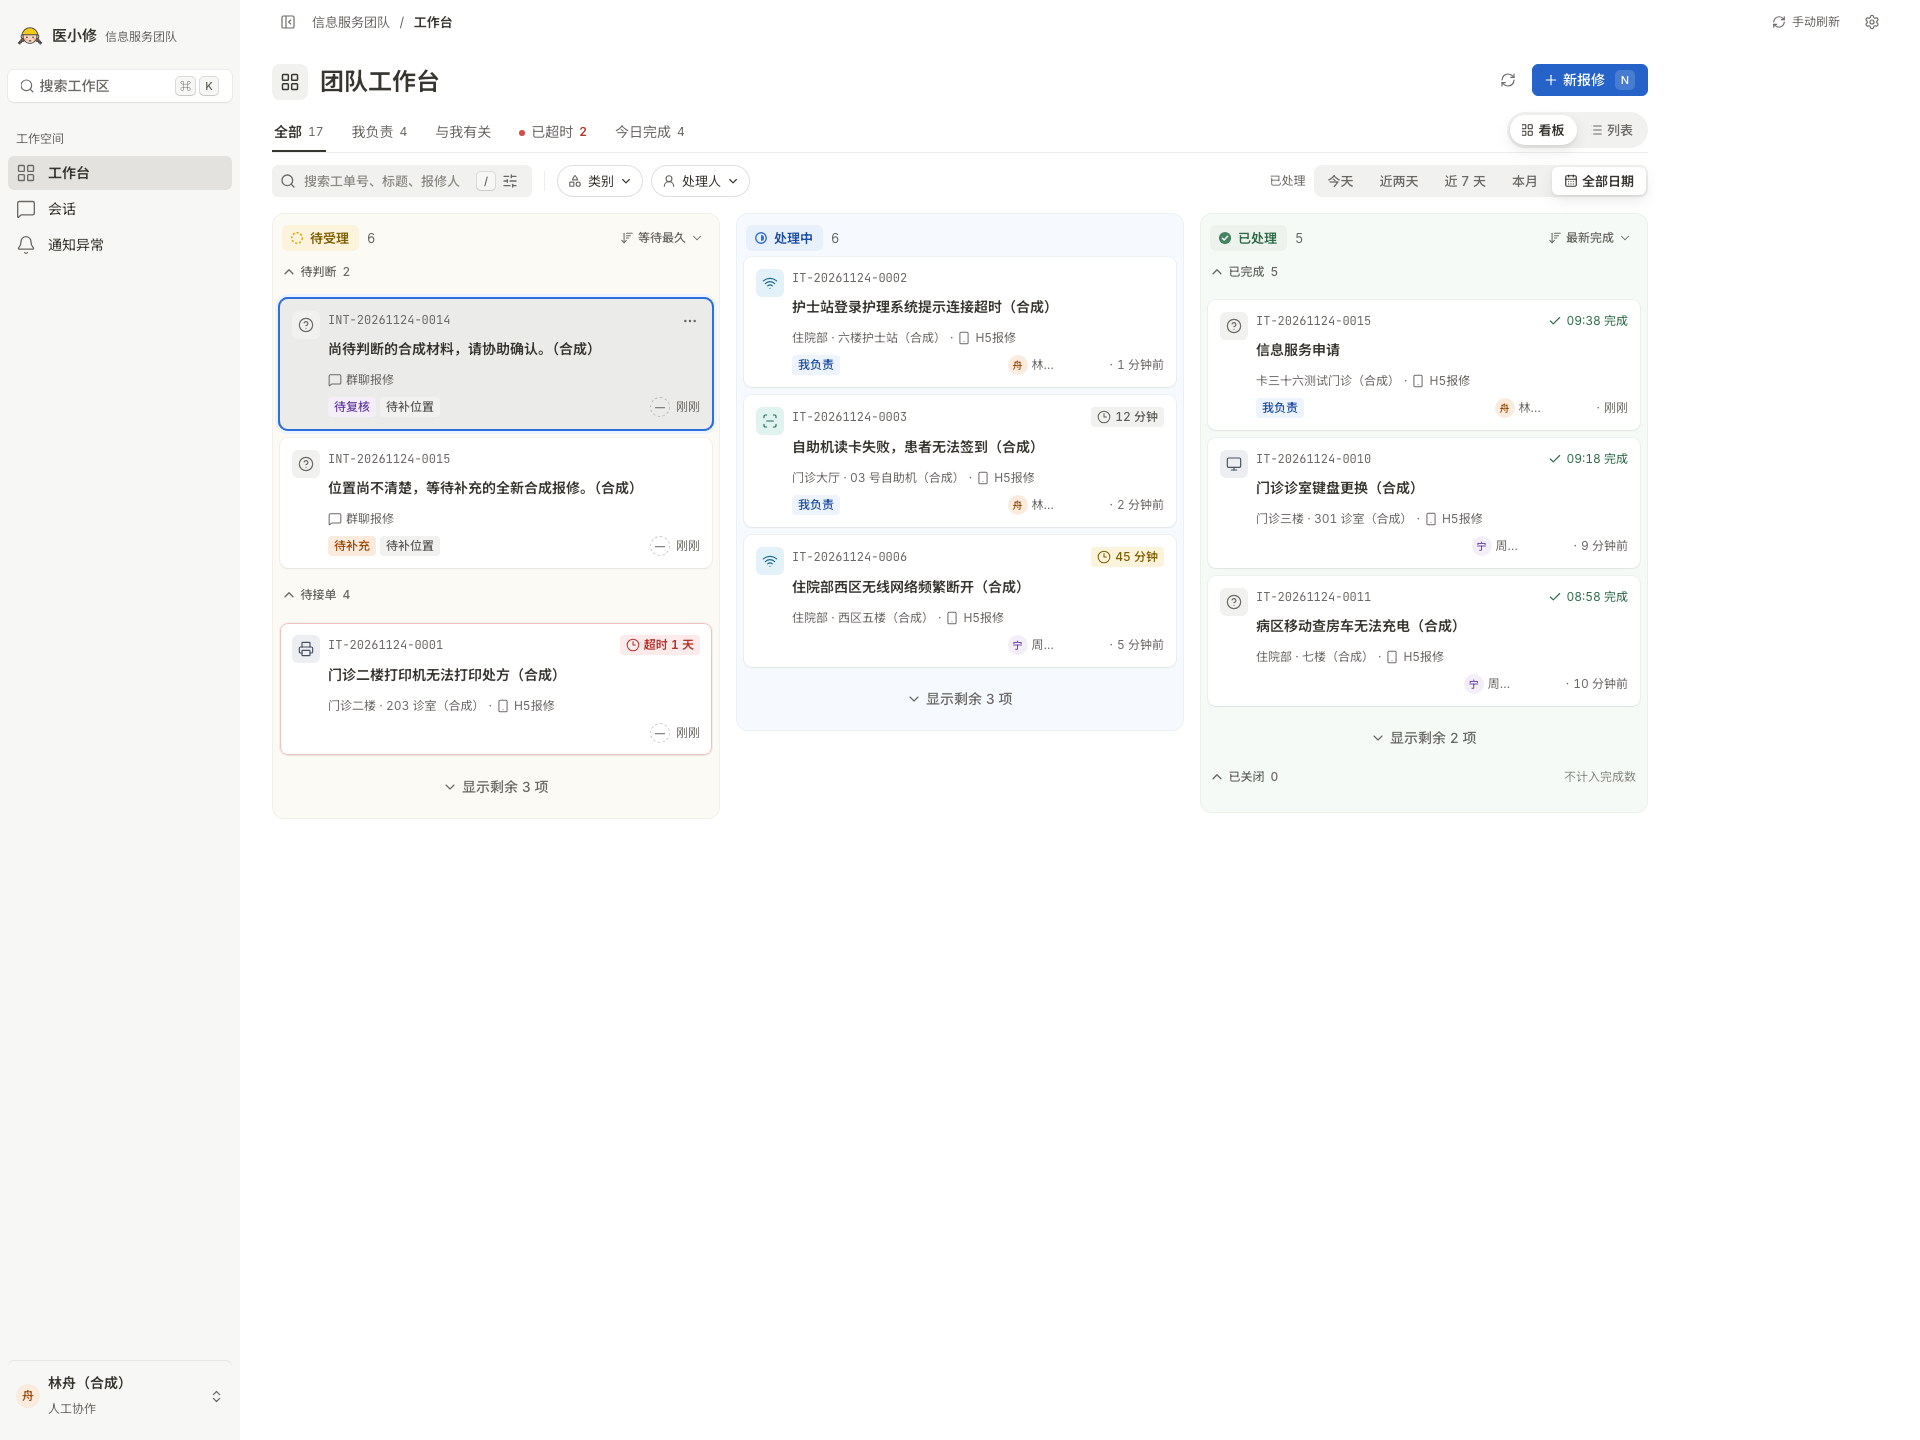 医小修 信息服务团队
搜索工作区 ⌘ K
工作空间
工作台
会话
通知异常
林舟（合成）
舟
人工协作
信息服务团队 / 工作台
手动刷新
团队工作台
新报修 N
全部 17
我负责 4
与我有关
已超时 2
今日完成 4
看板
列表
搜索工单号、标题、报修人 /
类别
处理人
已处理
今天
近两天
近 7 天
本月
全部日期
待受理 6
等待最久
待判断 2
INT-20261124-0014
尚待判断的合成材料，请协助确认。（合成）
群聊报修
待复核 待补位置
刚刚
INT-20261124-0015
位置尚不清楚，等待补充的全新合成报修。（合成）
群聊报修
待补充 待补位置
刚刚
待接单 4
IT-20261124-0001
超时 1 天
门诊二楼打印机无法打印处方（合成）
门诊二楼 · 203 诊室（合成） · H5报修
刚刚
显示剩余 3 项
处理中 6
IT-20261124-0002
护士站登录护理系统提示连接超时（合成）
住院部 · 六楼护士站（合成） · H5报修
我负责
舟 林... · 1 分钟前
IT-20261124-0003
12 分钟
自助机读卡失败，患者无法签到（合成）
门诊大厅 · 03 号自助机（合成） · H5报修
我负责
舟 林... · 2 分钟前
IT-20261124-0006
45 分钟
住院部西区无线网络频繁断开（合成）
住院部 · 西区五楼（合成） · H5报修
宁 周... · 5 分钟前
显示剩余 3 项
已处理 5
最新完成
已完成 5
IT-20261124-0015
09:38 完成
信息服务申请
卡三十六测试门诊（合成） · H5报修
我负责
舟 林... · 刚刚
IT-20261124-0010
09:18 完成
门诊诊室键盘更换（合成）
门诊三楼 · 301 诊室（合成） · H5报修
宁 周... · 9 分钟前
IT-20261124-0011
08:58 完成
病区移动查房车无法充电（合成）
住院部 · 七楼（合成） · H5报修
宁 周... · 10 分钟前
显示剩余 2 项
已关闭 0
不计入完成数